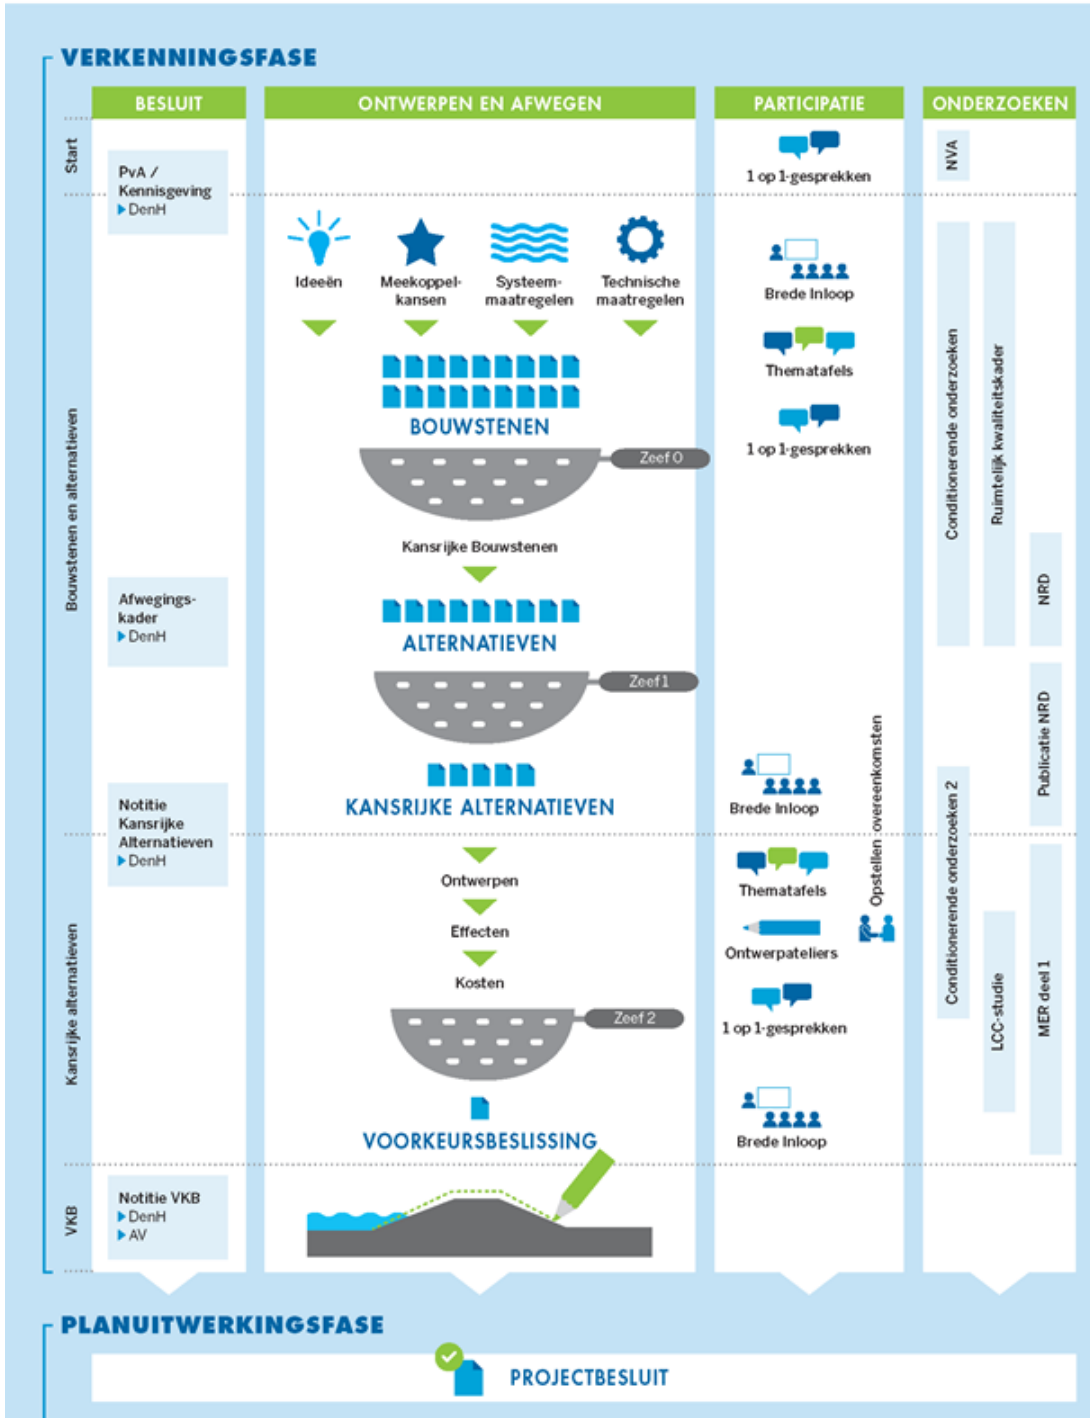 VERKENNINGSFASE
BESLUIT
ONTWERPEN EN AFWEGEN
PARTICIPATIE
ONDERZOEKEN
Start
PvA /
Kennisgeving
DenH
1 op 1-gesprekken
NVA
Bouwstenen en alternatieven
Ideeën
Meekoppel-
kansen
Systeem-
maatregelen
Technische
maatregelen
BOUWSTENEN
Zeef 0
Kansrijke Bouwstenen
Afwegings-
kader
DenH
ALTERNATIEVEN
Zeef 1
KANSRIJKE ALTERNATIEVEN
Notitie
Kansrijke
Alternatieven
DenH
Brede Inloop
Thematafels
1 op 1-gesprekken
Brede Inloop
Opstellen overeenkomsten
Conditionerende onderzoeken
Ruimtelijk kwaliteitskader
NRD
Publicatie NRD
Conditionerende onderzoeken 2
Kansrijke alternatieven
Ontwerpen
Effecten
Kosten
Zeef 2
VOORKEURSBESLISSING
Thematafels
Ontwerpateliers
1 op 1-gesprekken
Brede Inloop
LCC-studie
MER deel 1
VKB
Notitie VKB
DenH
AV
PLANUITWERKINGSFASE
PROJECTBESLUIT